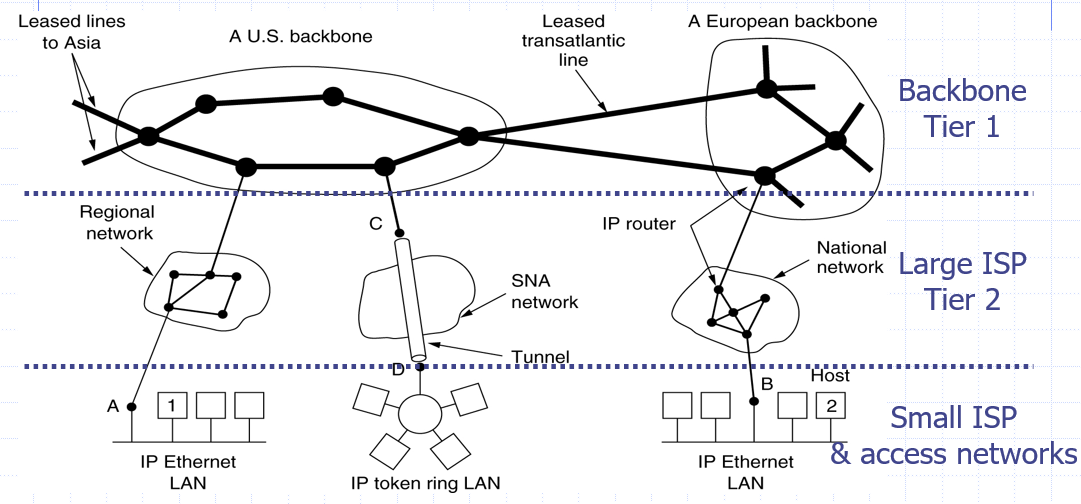 Leased lines
to Asia
A U.S. backbone
Leased
transatlantic
line
A European backbone
Backbone
Tier 1
Regional
network
C
SNA
network
Tunnel
IP router
National
network
Large ISP
Tier 2
D
A
1
IP Ethernet
LAN
IP token ring LAN
B
Host
2
IP Ethernet
LAN
Small ISP
& access networks